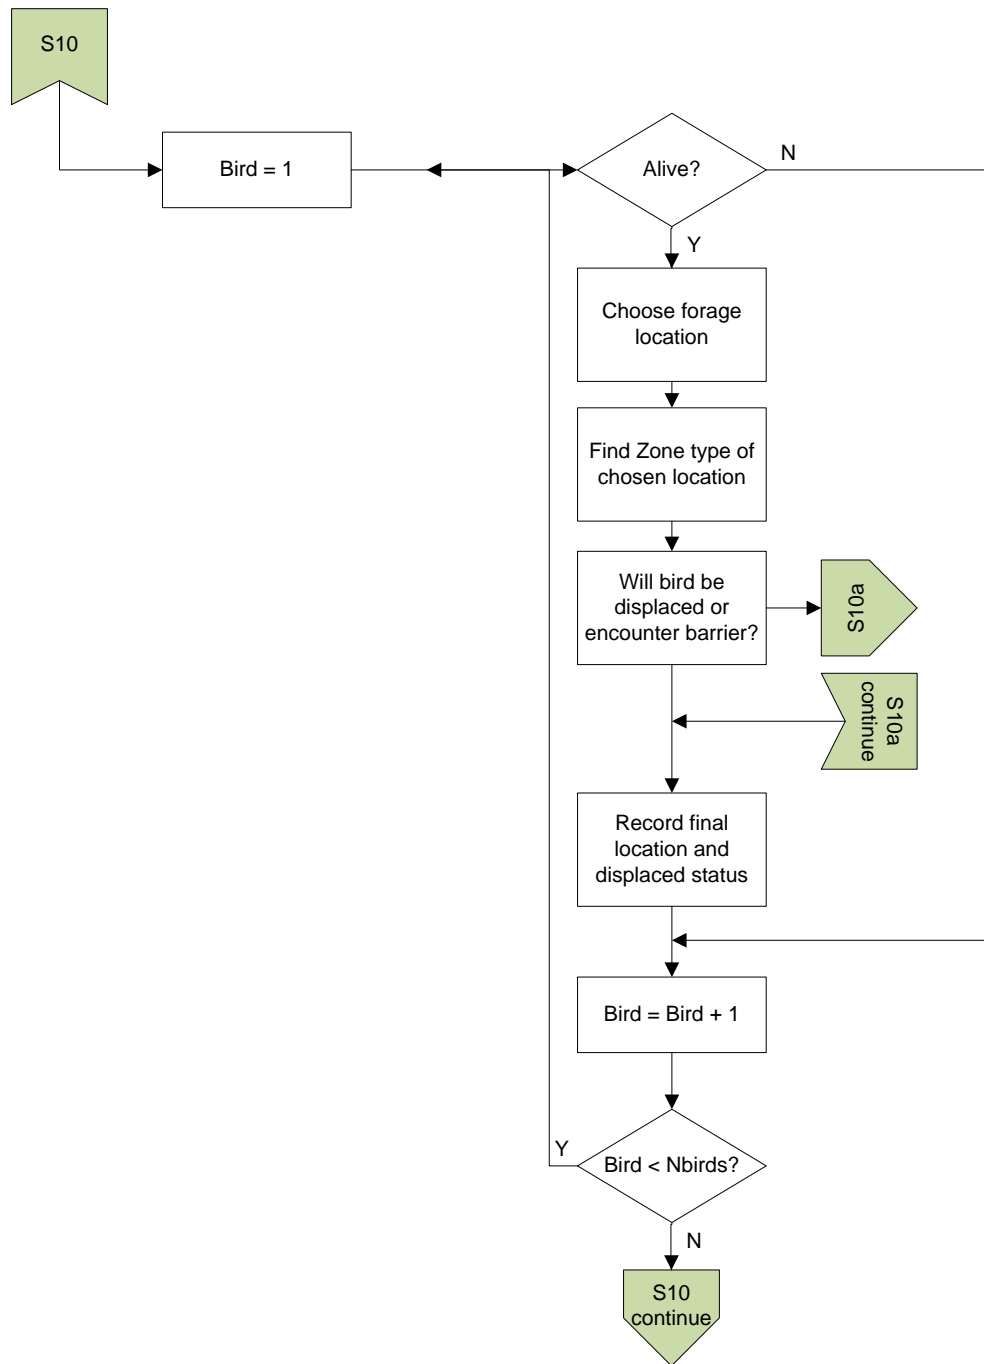 S10
Bird = 1
Alive?
N
Y
Choose forage
location
Find Zone type of
chosen location
Will bird be
displaced or
encounter barrier?
S10a
S10a
continue
Record final
location and
displaced status
Bird = Bird + 1
Y
Bird < Nbirds?
N
S10
continue